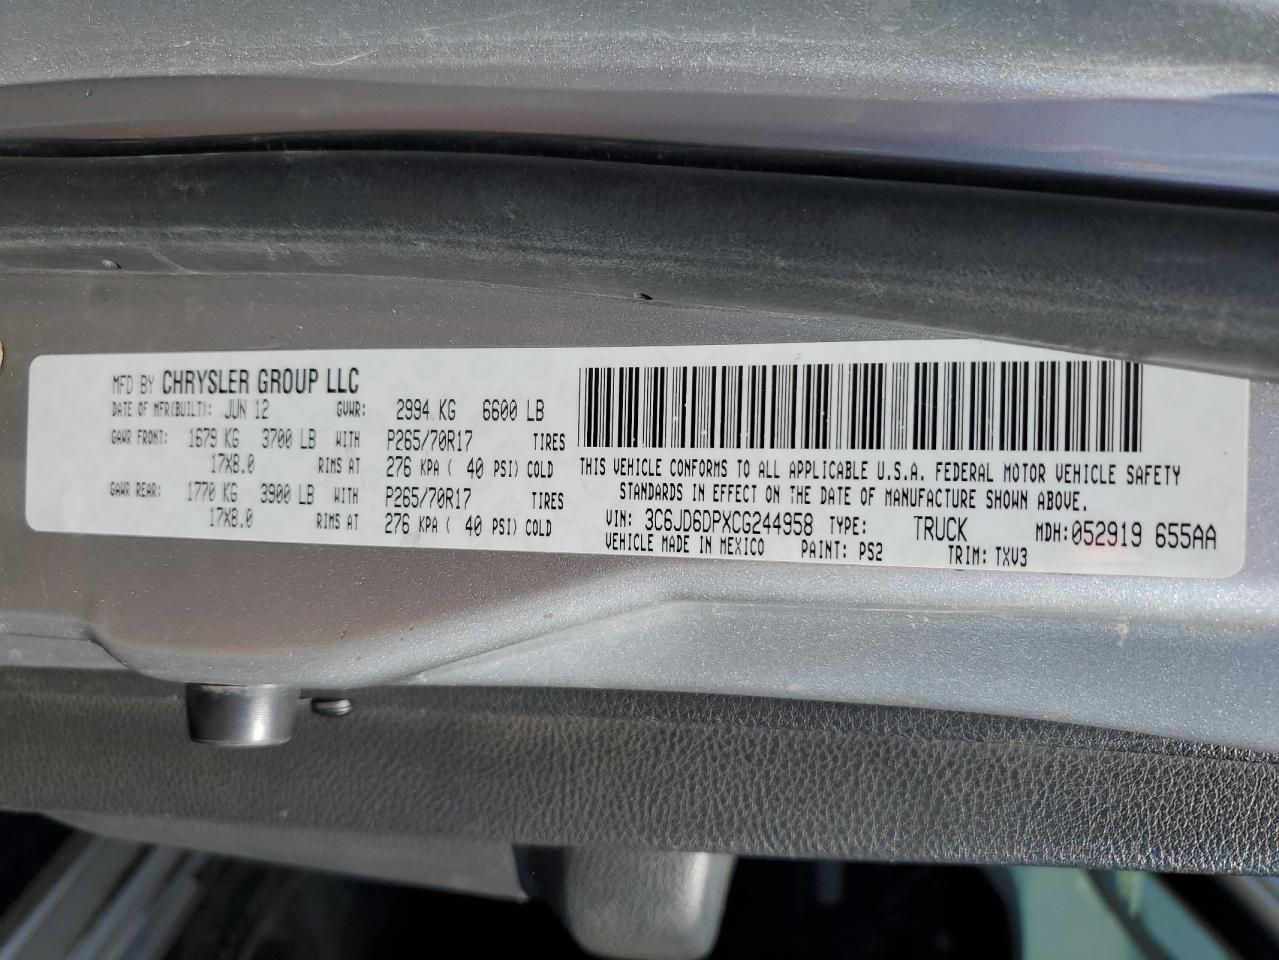 MFD BY CHRYSLER GROUP LLC
DATE OF MFR(BUILT): JUN 12 GVWR: 2994 KG 6600 LB
GAWR FRONT: 1679 KG 3700 LB WITH P265/70R17 TIRES
17X8.0 RIMS AT 276 KPA ( 40 PSI) COLD
GAWR REAR: 1770 KG 3900 LB WITH P265/70R17 TIRES
17X8.0 RIMS AT 276 KPA ( 40 PSI) COLD
THIS VEHICLE CONFORMS TO ALL APPLICABLE U.S.A. FEDERAL MOTOR VEHICLE SAFETY
STANDARDS IN EFFECT ON THE DATE OF MANUFACTURE SHOWN ABOVE.
VIN: 3C6JD6DPXCG244958 TYPE: TRUCK MDH:052919 655AA
VEHICLE MADE IN MEXICO PAINT: PS2 TRIM: TXV3